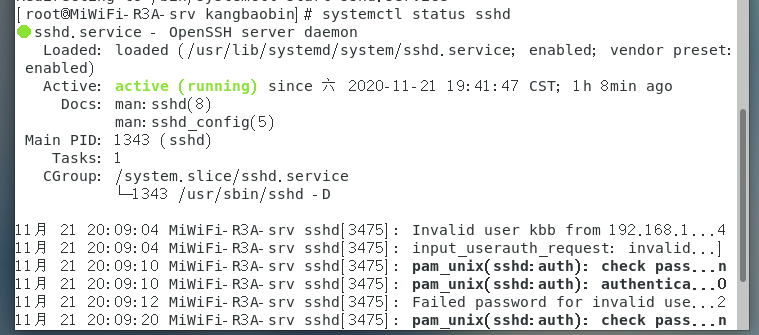 [root@MiWiFi-R3A-srv kangbaobin]# systemctl status sshd
sshd.service - OpenSSH server daemon
Loaded: loaded (/usr/lib/systemd/system/sshd.service; enabled; vendor preset:
enabled)
Active: active (running) since 六 2020-11-21 19:41:47 CST; 1h 8min ago
Docs: man:sshd(8)
man:sshd_config(5)
Main PID: 1343 (sshd)
Tasks: 1
CGroup: /system.slice/sshd.service
└─1343 /usr/sbin/sshd -D
11月 21 20:09:04 MiWiFi-R3A-srv sshd[3475]: Invalid user kbb from 192.168.1...4
11月 21 20:09:04 MiWiFi-R3A-srv sshd[3475]: input_userauth_request: invalid...]
11月 21 20:09:10 MiWiFi-R3A-srv sshd[3475]: pam_unix(sshd:auth): check pass...n
11月 21 20:09:10 MiWiFi-R3A-srv sshd[3475]: pam_unix(sshd:auth): authentica...0
11月 21 20:09:12 MiWiFi-R3A-srv sshd[3475]: Failed password for invalid use...2
11月 21 20:09:20 MiWiFi-R3A-srv sshd[3475]: pam_unix(sshd:auth): check pass...n